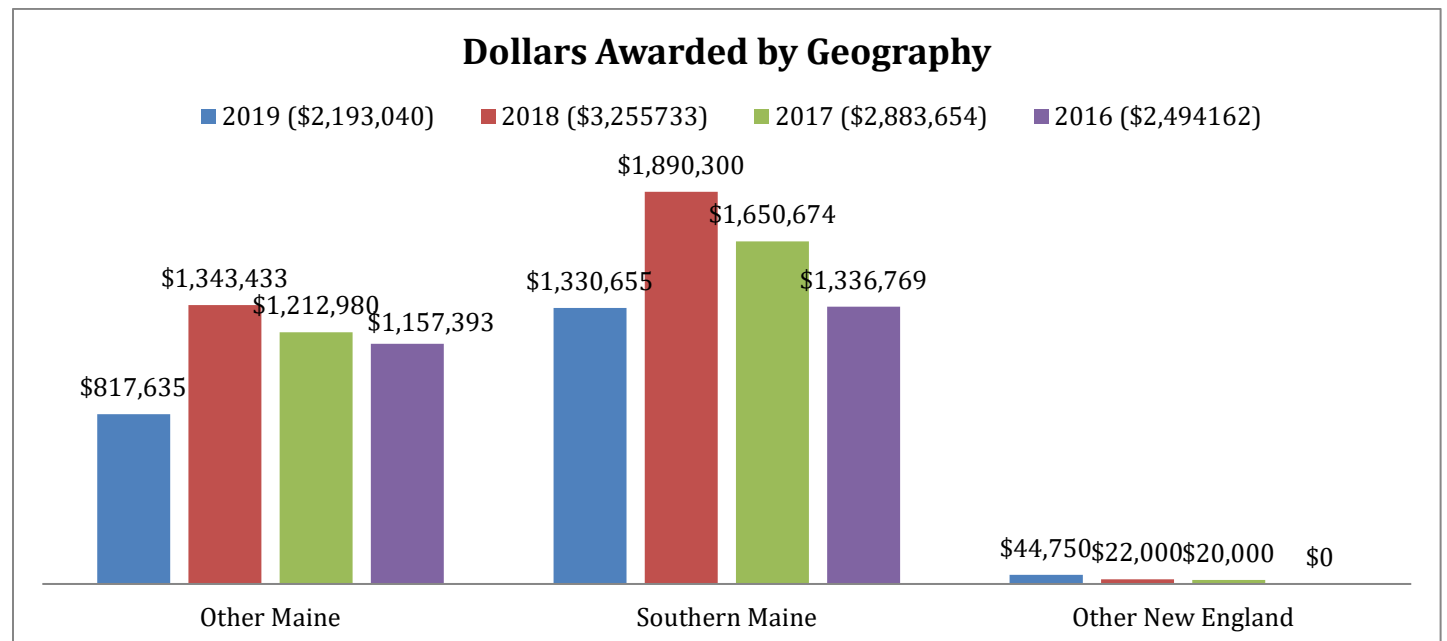 Dollars Awarded by Geography
2019 ($2,193,040) 2018 ($3,255733) 2017 ($2,883,654) 2016 ($2,494162)
$1,890,300
$1,650,674
$1,343,433 $1,330,655 $1,336,769
$1,212,980
$1,157,393
$817,635
$44,750 $22,000 $20,000 $0
Other Maine Southern Maine Other New England